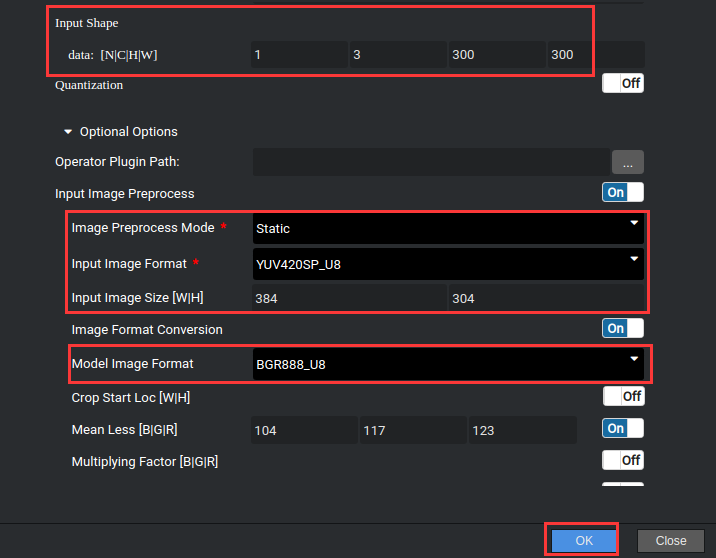 Input Shape
data: [N|C|H|W] 1 3 300 300
Quantization Off
Optional Options
Operator Plugin Path: ...
Input Image Preprocess On
Image Preprocess Mode * Static
Input Image Format * YUV420SP_U8
Input Image Size [W|H] 384 304
Image Format Conversion On
Model Image Format BGR888_U8
Crop Start Loc [W|H] Off
Mean Less [B|G|R] 104 117 123 On
Multiplying Factor [B|G|R] Off
OK Close